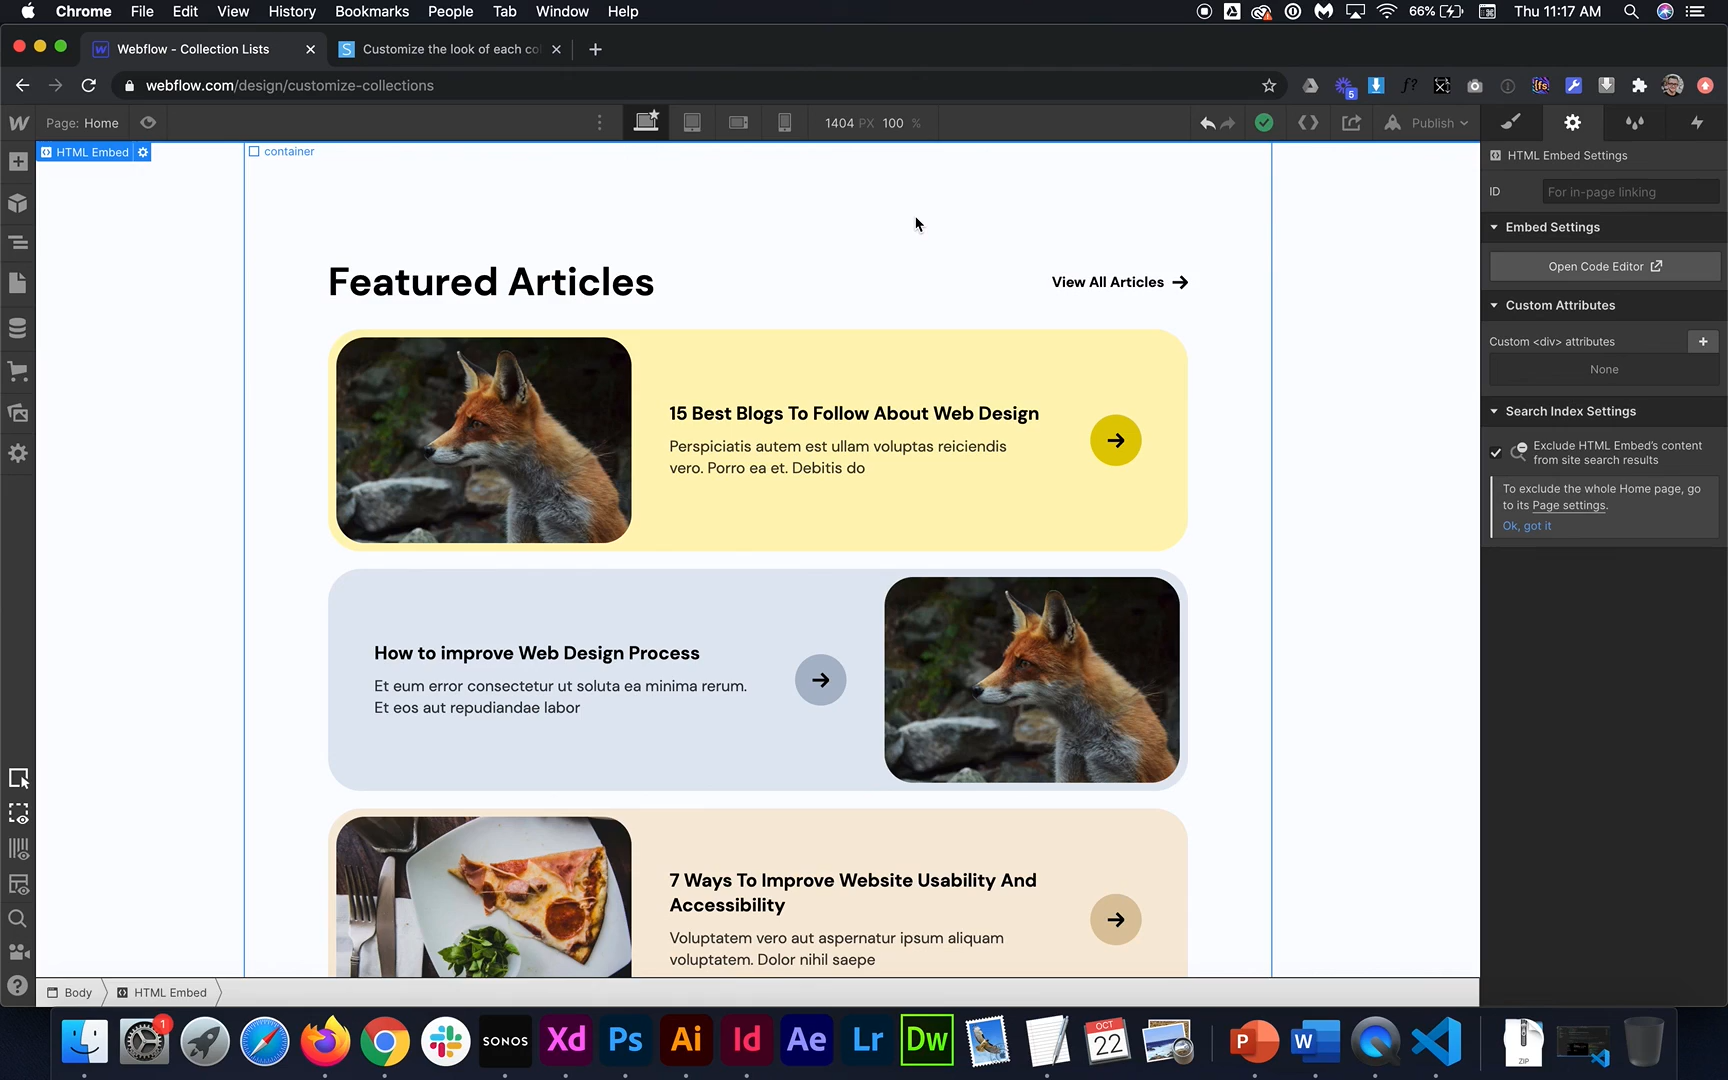 Chrome File Edit View History Bookmarks People Tab Window Help 66% Thu 11:17 AM
Webflow - Collection Lists
Customize the look of each co
webflow.com/design/customize-collections
5
Page: Home
1404 PX 100 %
Publish
HTML Embed
container
HTML Embed Settings
ID For in-page linking
Embed Settings
Open Code Editor
Custom Attributes
Custom <div> attributes
None
Search Index Settings
Exclude HTML Embed's content
from site search results
To exclude the whole Home page, go
to its Page settings.
Ok, got it
Featured Articles
View All Articles
15 Best Blogs To Follow About Web Design
Perspiciatis autem est ullam voluptas reiciendis
vero. Porro ea et. Debitis do
How to improve Web Design Process
Et eum error consectetur ut soluta ea minima rerum.
Et eos aut repudiandae labor
7 Ways To Improve Website Usability And
Accessibility
Voluptatem vero aut aspernatur ipsum aliquam
voluptatem. Dolor nihil saepe
Body HTML Embed
1
SONOS
Xd
Ps
Ai
Id
Ae
Lr
Dw
OCT
22
P
W
ZIP